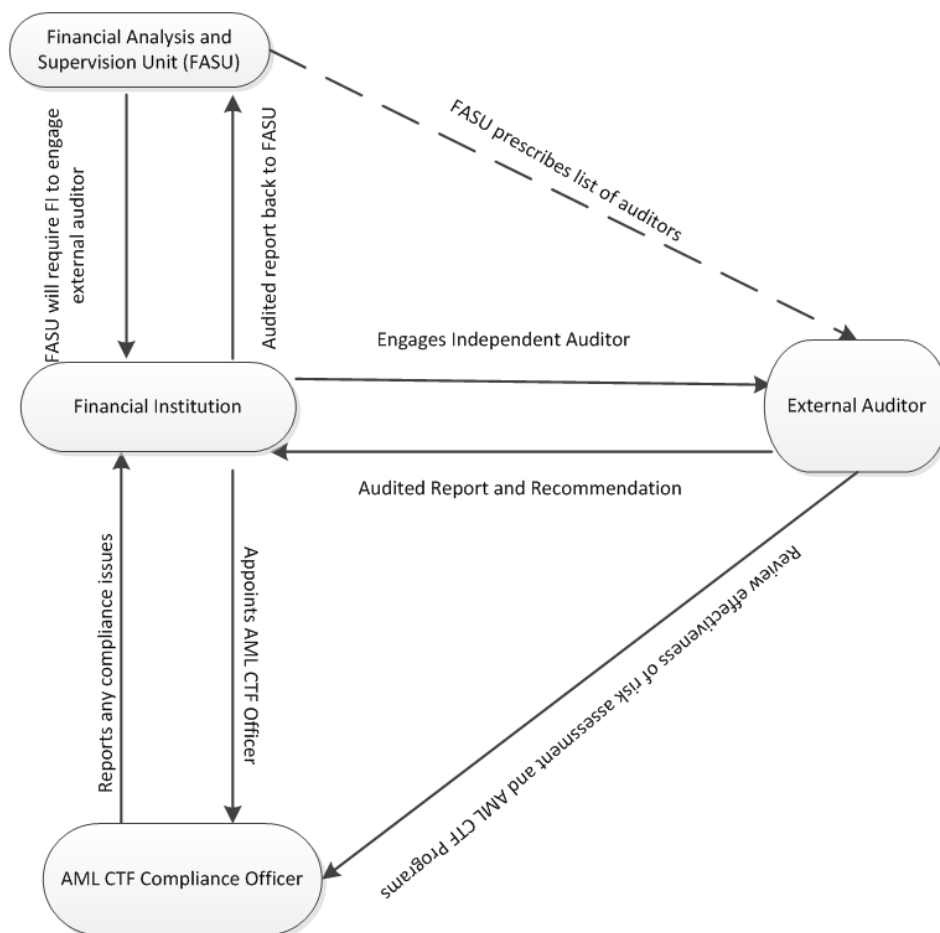 Financial Analysis and
Supervision Unit (FASU)
FASU prescribes list of auditors
FASU will require FI to engage
external auditor
Audited report back to FASU
Engages Independent Auditor
Financial Institution
External Auditor
Audited Report and Recommendation
Reports any compliance issues
Appoints AML CTF Officer
Review effectiveness of risk assessment and AML CTF Programs
AML CTF Compliance Officer